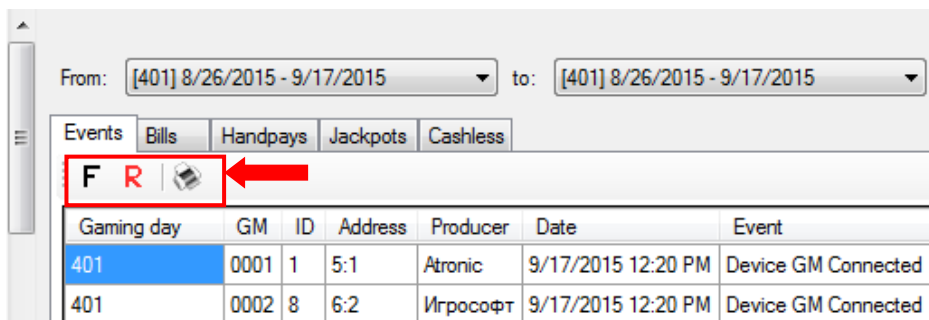 From: [401] 8/26/2015 - 9/17/2015 to: [401] 8/26/2015 - 9/17/2015
Events Bills Handpays Jackpots Cashless
F R
Gaming day GM ID Address Producer Date Event
401 0001 1 5:1 Atronic 9/17/2015 12:20 PM Device GM Connected
401 0002 8 6:2 Игрософт 9/17/2015 12:20 PM Device GM Connected